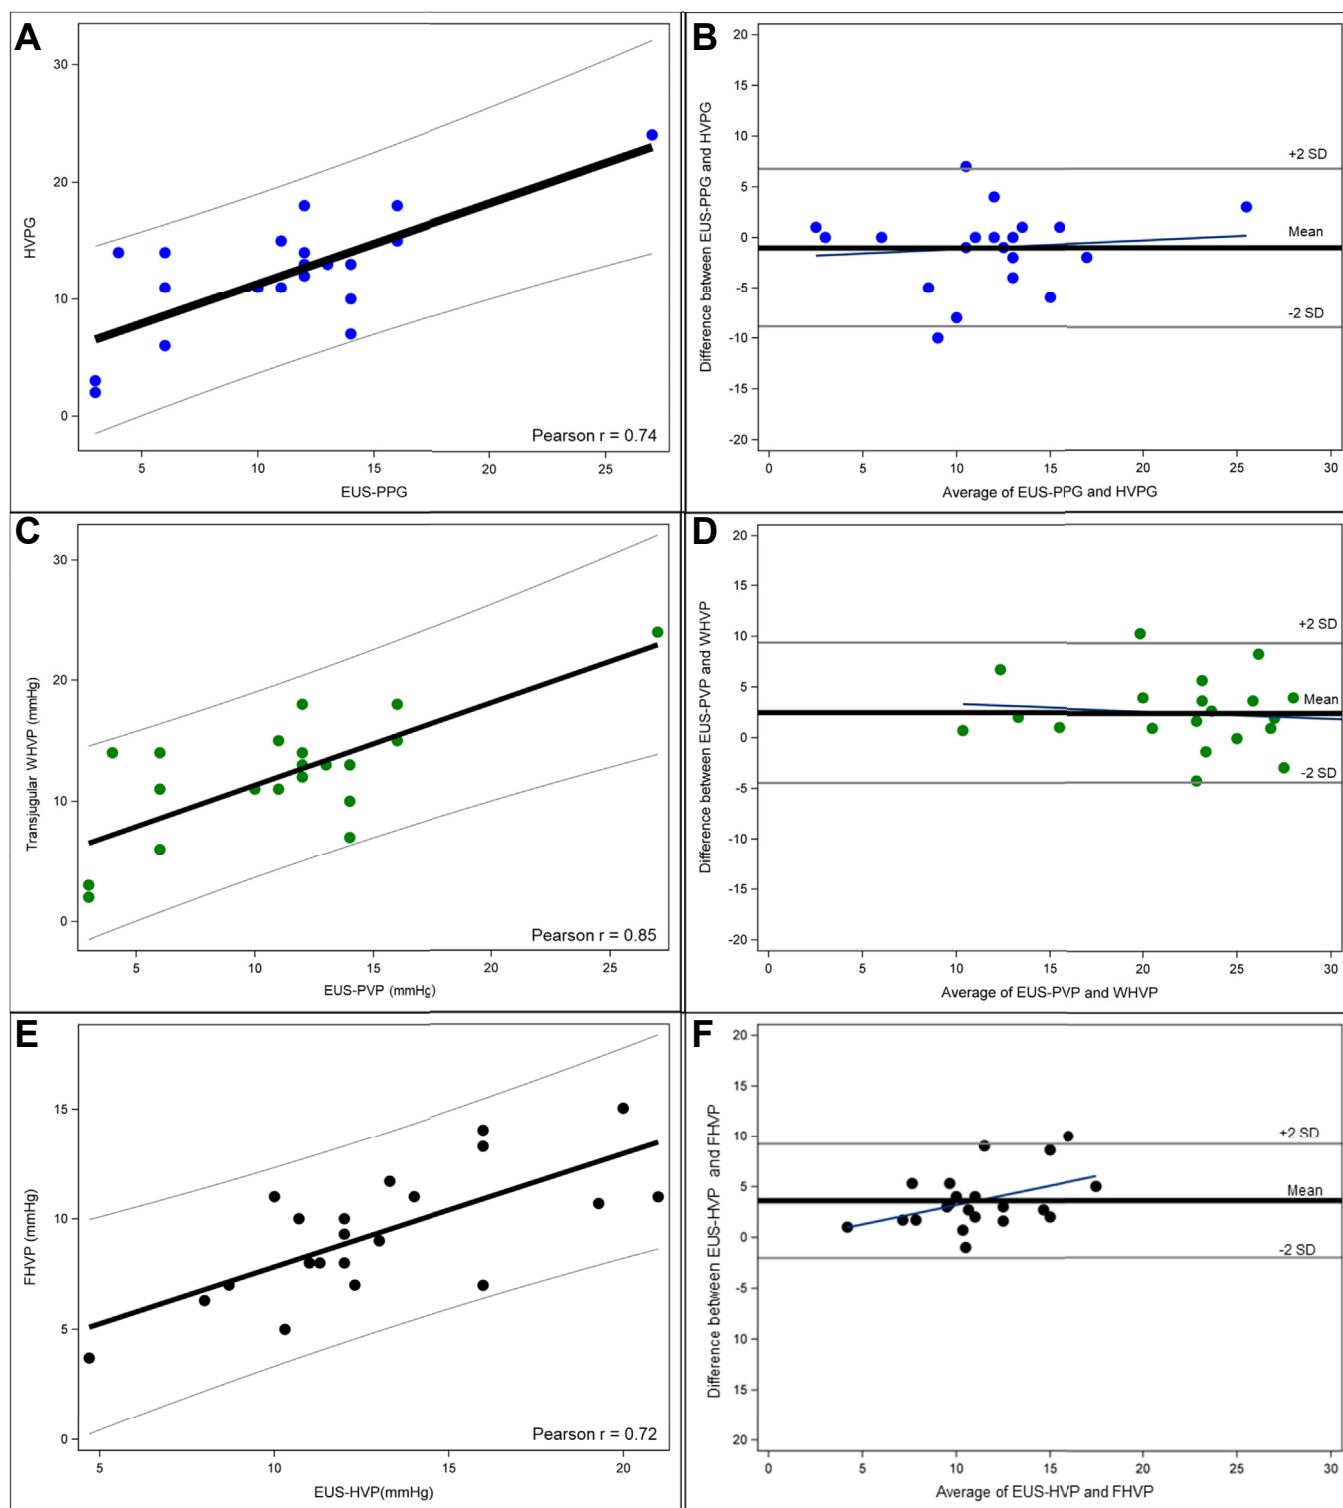 A
HVPG
30
20
10
0
Pearson r = 0.74
5
10
15
20
25
EUS-PPG
B
Difference between EUS-PPG and HVPG
20
15
10
5
0
-5
-10
-15
-20
+2 SD
Mean
-2 SD
0
5
10
15
20
25
30
Average of EUS-PPG and HVPG
C
Transjugular WHVP (mmHg)
30
20
10
0
Pearson r = 0.85
5
10
15
20
25
EUS-PVP (mmHg)
D
Difference between EUS-PVP and WHVP
20
15
10
5
0
-5
-10
-15
-20
+2 SD
Mean
-2 SD
0
5
10
15
20
25
30
Average of EUS-PVP and WHVP
E
FHVP (mmHg)
15
10
5
0
Pearson r = 0.72
5
10
15
20
EUS-HVP(mmHg)
F
Difference between EUS-HVP and FHVP
20
15
10
5
0
-5
10
15
20
+2 SD
Mean
-2 SD
0
5
10
15
20
25
30
Average of EUS-HVP and FHVP